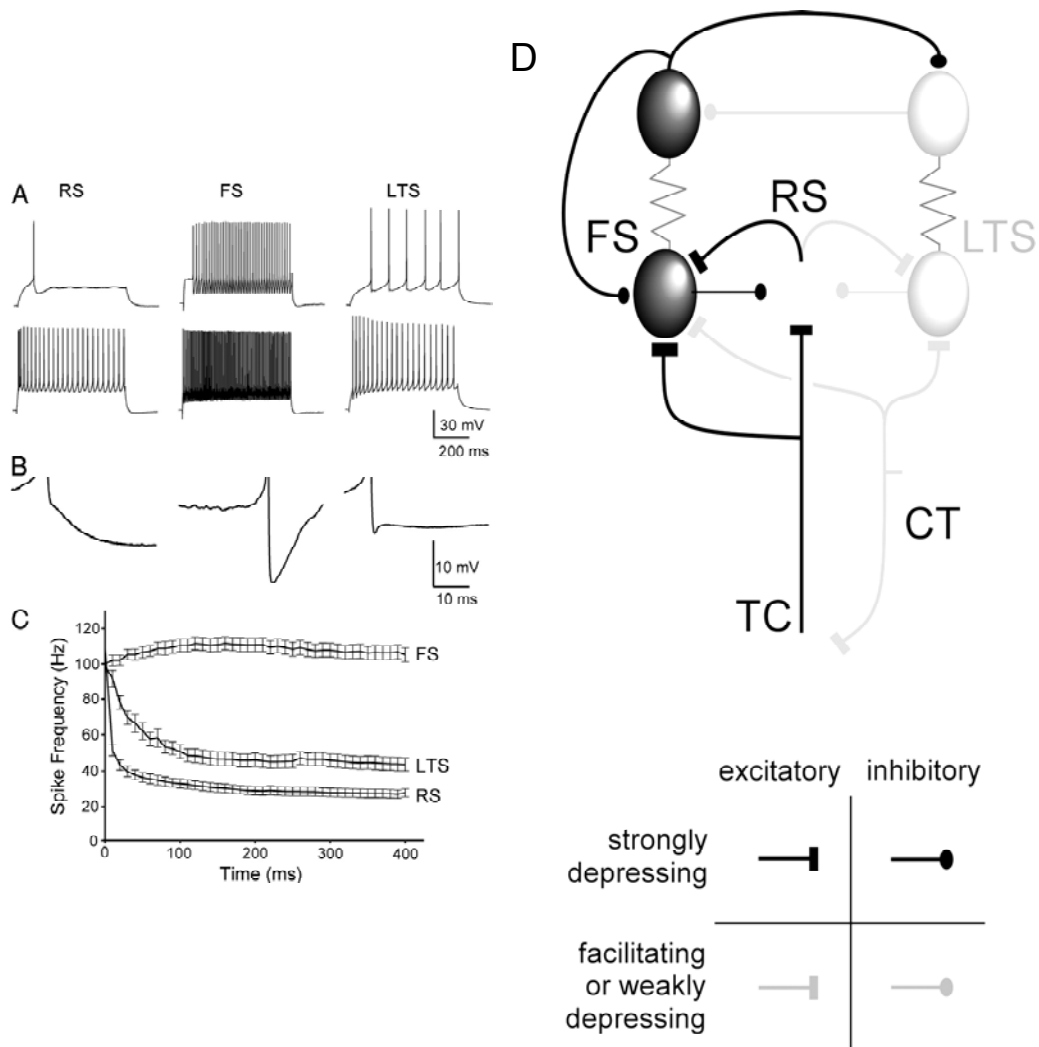 A
RS
FS
LTS
30 mV
200 ms
B
10 mV
10 ms
C
Spike Frequency (Hz)
120
100
80
60
40
20
0
FS
LTS
RS
0
100
200
300
400
Time (ms)
D
RS
FS
LTS
CT
TC
excitatory
inhibitory
strongly
depressing
facilitating
or weakly
depressing